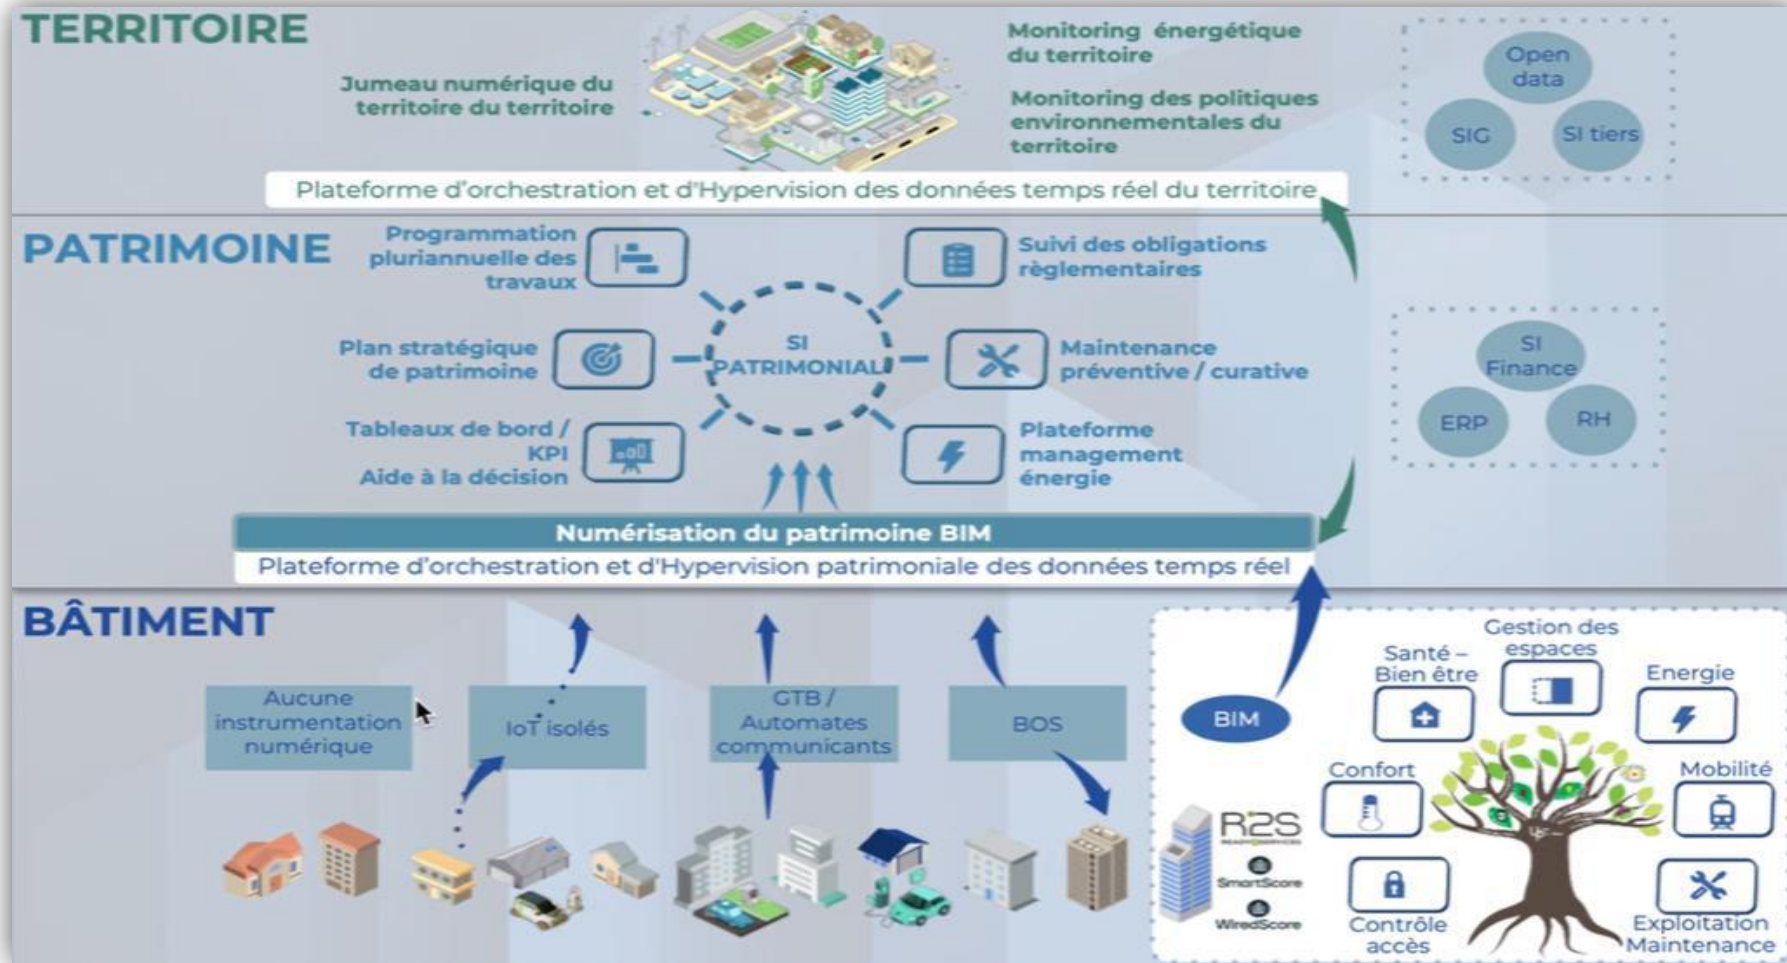 TERRITOIRE
Jumeau numérique du
territoire du territoire
Monitoring énergétique
du territoire
Monitoring des politiques
environnementales du
territoire
Open
data
SIG
SI tiers
Plateforme d'orchestration et d'Hypervision des données temps réel du territoire
PATRIMOINE
Programmation
pluriannuelle des
travaux
Suivi des obligations
règlementaires
Plan stratégique
de patrimoine
SI
PATRIMONIAL
Maintenance
préventive / curative
Tableaux de bord /
KPI
Aide à la décision
Plateforme
management
énergie
SI
Finance
ERP
RH
Numérisation du patrimoine BIM
Plateforme d'orchestration et d'Hypervision patrimoniale des données temps réel
BÂTIMENT
Aucune
instrumentation
numérique
IoT isolés
GTB /
Automates
communicants
BOS
BIM
Santé –
Bien être
Gestion des
espaces
Energie
Confort
Mobilité
R2S
READY2SERVICES
SmartScore
WiredScore
Contrôle
accès
Exploitation
Maintenance